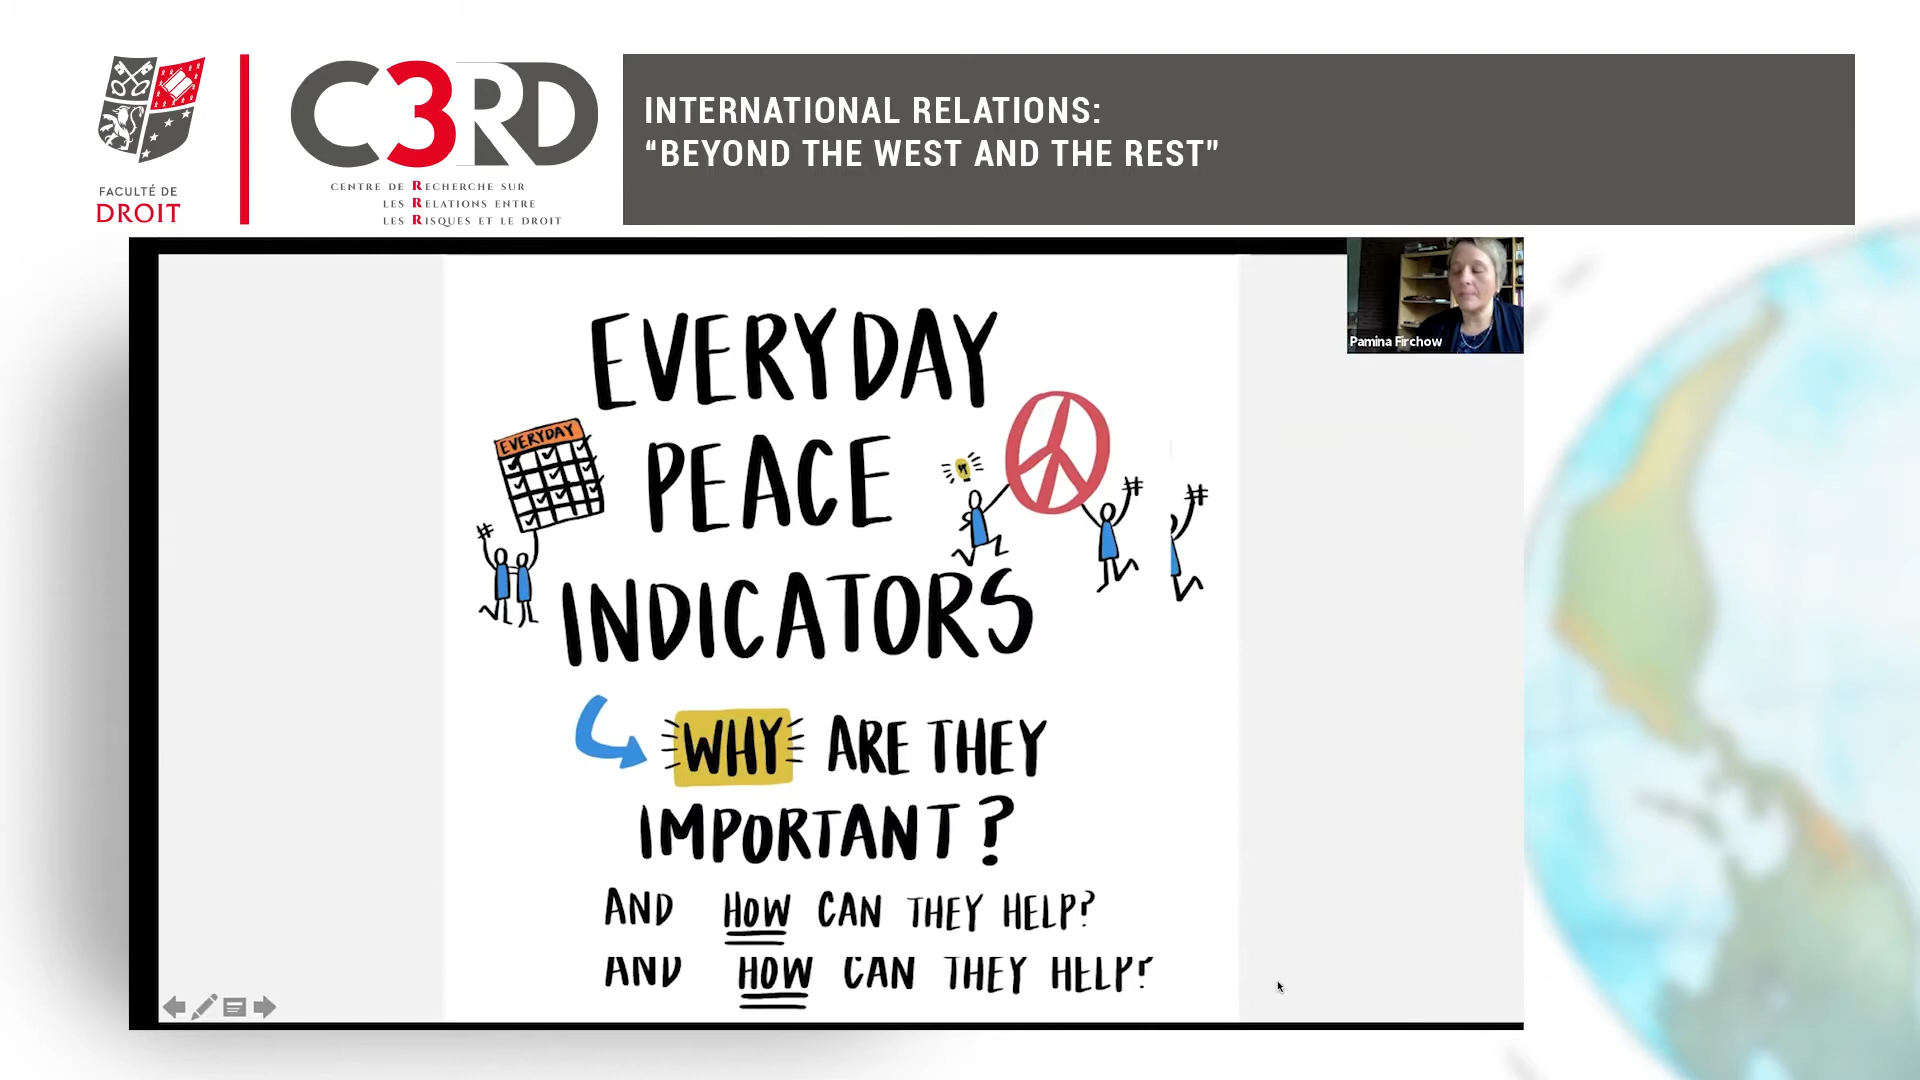 FACULTÉ DE
DROIT
C3RD
CENTRE DE RECHERCHE SUR
LES RELATIONS ENTRE
LES RISQUES ET LE DROIT
INTERNATIONAL RELATIONS:
“BEYOND THE WEST AND THE REST”
Pamina Firchow
EVERYDAY
PEACE
INDICATORS
EVERYDAY
WHY ARE THEY
IMPORTANT?
AND HOW CAN THEY HELP?
AND HOW CAN THEY HELP?